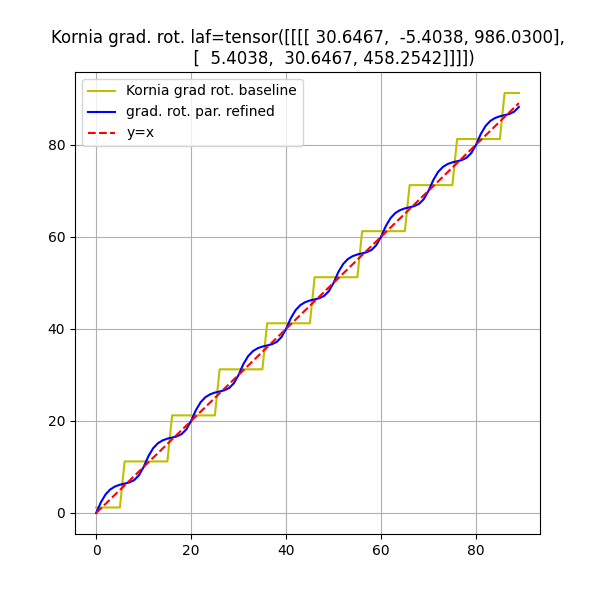 Kornia grad. rot. laf=tensor([[[[ 30.6467,  -5.4038, 986.0300],
[  5.4038,  30.6467, 458.2542]]]])
Kornia grad rot. baseline
grad. rot. par. refined
y=x
80
60
40
20
0
0 20 40 60 80